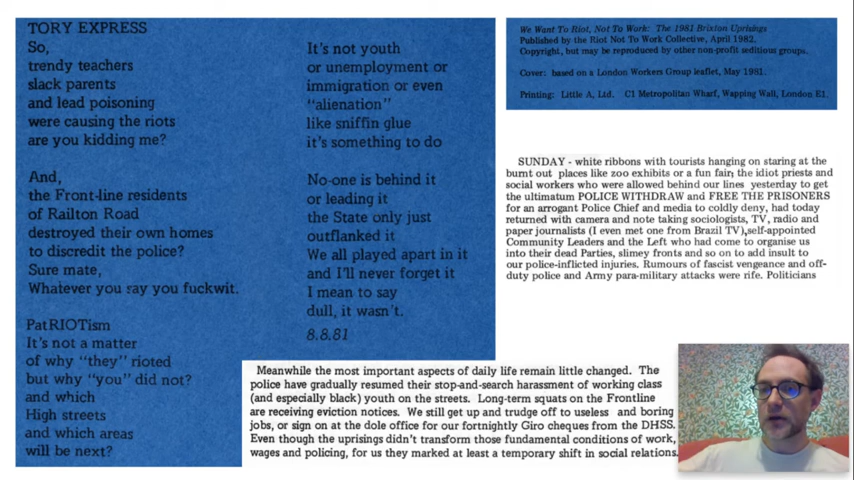 TORY EXPRESS
So,
trendy teachers
slack parents
and lead poisoning
were causing the riots
are you kidding me?
And,
the Front-line residents
of Railton Road
destroyed their own homes
to discredit the police?
Sure mate,
Whatever you say you fuckwit.
PatRIOTism
It's not a matter
of why "they" rioted
but why "you" did not?
and which
High streets
and which areas
will be next?
It's not youth
or unemployment or
immigration or even
"alienation"
like sniffin glue
it's something to do
No-one is behind it
or leading it
the State only just
outflanked it
We all played apart in it
and I'll never forget it
I mean to say
dull, it wasn't.
8.8.81
We Want To Riot, Not To Work: The 1981 Brixton Uprisings
Published by the Riot Not To Work Collective, April 1982.
Copyright, but may be reproduced by other non-profit seditious groups.
Cover: based on a London Workers Group leaflet, May 1981.
Printing: Little A, Ltd. C1 Metropolitan Wharf, Wapping Wall, London E1.
SUNDAY - white ribbons with tourists hanging on staring at the
burnt out places like zoo exhibits or a fun fair; the idiot priests and
social workers who were allowed behind our lines yesterday to get
the ultimatum POLICE WITHDRAW and FREE THE PRISONERS
for an arrogant Police Chief and media to coldly deny, had today
returned with camera and note taking sociologists, TV, radio and
paper journalists (I even met one from Brazil TV),self-appointed
Community Leaders and the Left who had come to organise us
into their dead Parties, slimey fronts and so on to add insult to
our police-inflicted injuries. Rumours of fascist vengeance and off-
duty police and Army para-military attacks were rife. Politicians
Meanwhile the most important aspects of daily life remain little changed. The
police have gradually resumed their stop-and-search harassment of working class
(and especially black) youth on the streets. Long-term squats on the Frontline
are receiving eviction notices. We still get up and trudge off to useless and boring
jobs, or sign on at the dole office for our fortnightly Giro cheques from the DHSS.
Even though the uprisings didn't transform those fundamental conditions of work,
wages and policing, for us they marked at least a temporary shift in social relations.